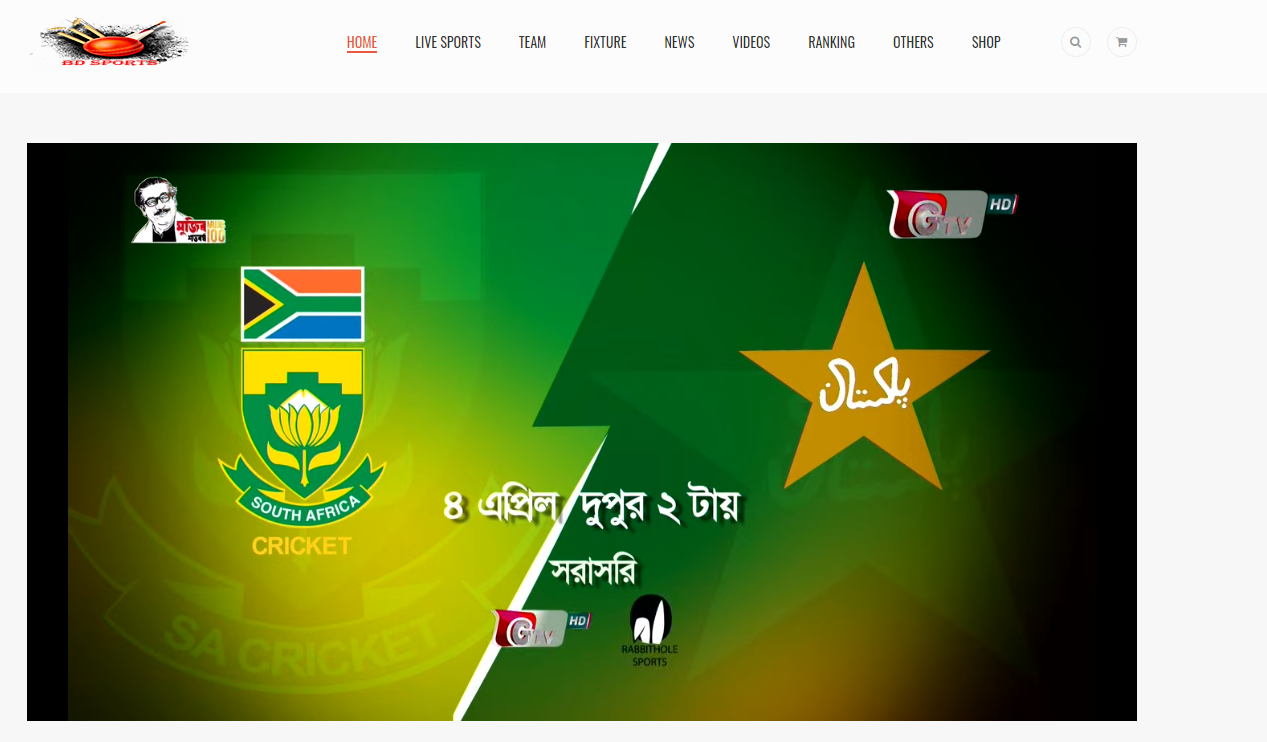 BD SPORTS
HOME LIVE SPORTS TEAM FIXTURE NEWS VIDEOS RANKING OTHERS SHOP
মুজিব
শতবর্ষ
100
GTV HD
پاکستان
SOUTH AFRICA
CRICKET
৪ এপ্রিল, দুপুর ২ টায়
সরাসরি
SA CRICKET
GTV HD
RABBITHOLE
SPORTS